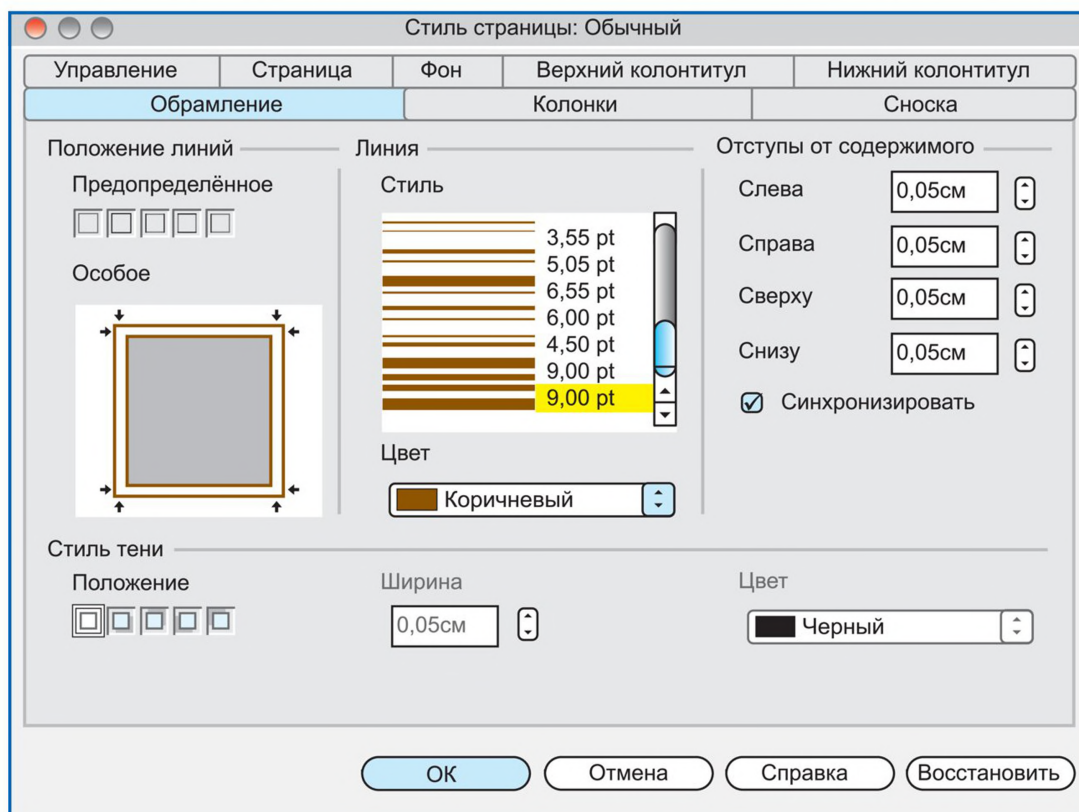 Стиль страницы: Обычный
Управление Страница Фон Верхний колонтитул Нижний колонтитул
Обрамление Колонки Сноска
Положение линий
Предопределённое
Особое
Линия
Стиль
3,55 pt
5,05 pt
6,55 pt
6,00 pt
4,50 pt
9,00 pt
9,00 pt
Цвет
Коричневый
Отступы от содержимого
Слева 0,05см
Справа 0,05см
Сверху 0,05см
Снизу 0,05см
Синхронизировать
Стиль тени
Положение Ширина Цвет
0,05см Черный
ОК Отмена Справка Восстановить